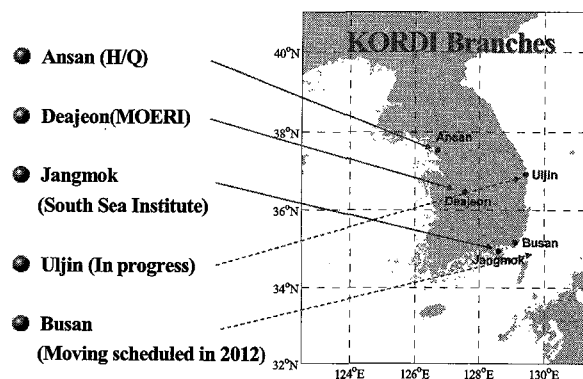 KORDI Branches
Ansan (H/Q)
Deajeon(MOERI)
Jangmok
(South Sea Institute)
Uljin (In progress)
Busan
(Moving scheduled in 2012)
40°N
38°N
36°N
34°N
32°N
124°E
126°E
128°E
130°E
Ansan
Uljin
Deajeon
Busan
Jangmok